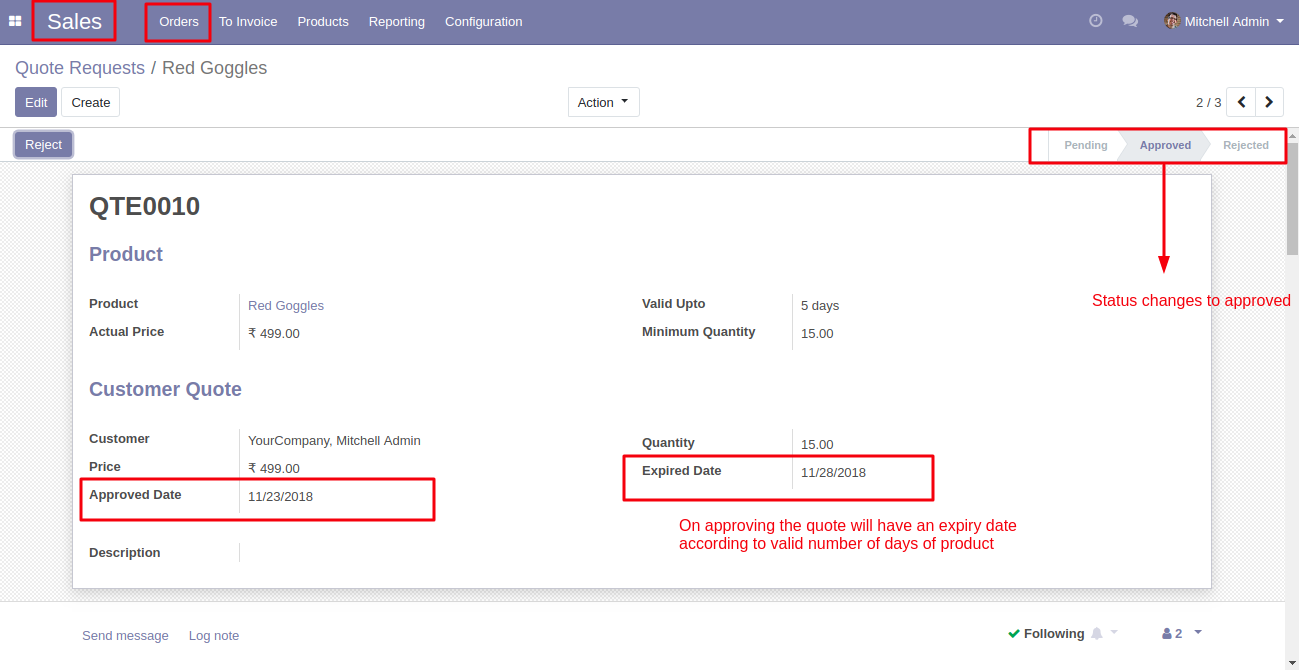 Sales Orders To Invoice Products Reporting Configuration Mitchell Admin
Quote Requests / Red Goggles
Edit Create Action 2 / 3
Reject Pending Approved Rejected
QTE0010
Product
Product Red Goggles Valid Upto 5 days
Status changes to approved
Actual Price ₹ 499.00 Minimum Quantity 15.00
Customer Quote
Customer YourCompany, Mitchell Admin Quantity 15.00
Price ₹ 499.00 Expired Date 11/28/2018
Approved Date 11/23/2018
On approving the quote will have an expiry date
according to valid number of days of product
Description
Send message Log note Following 2